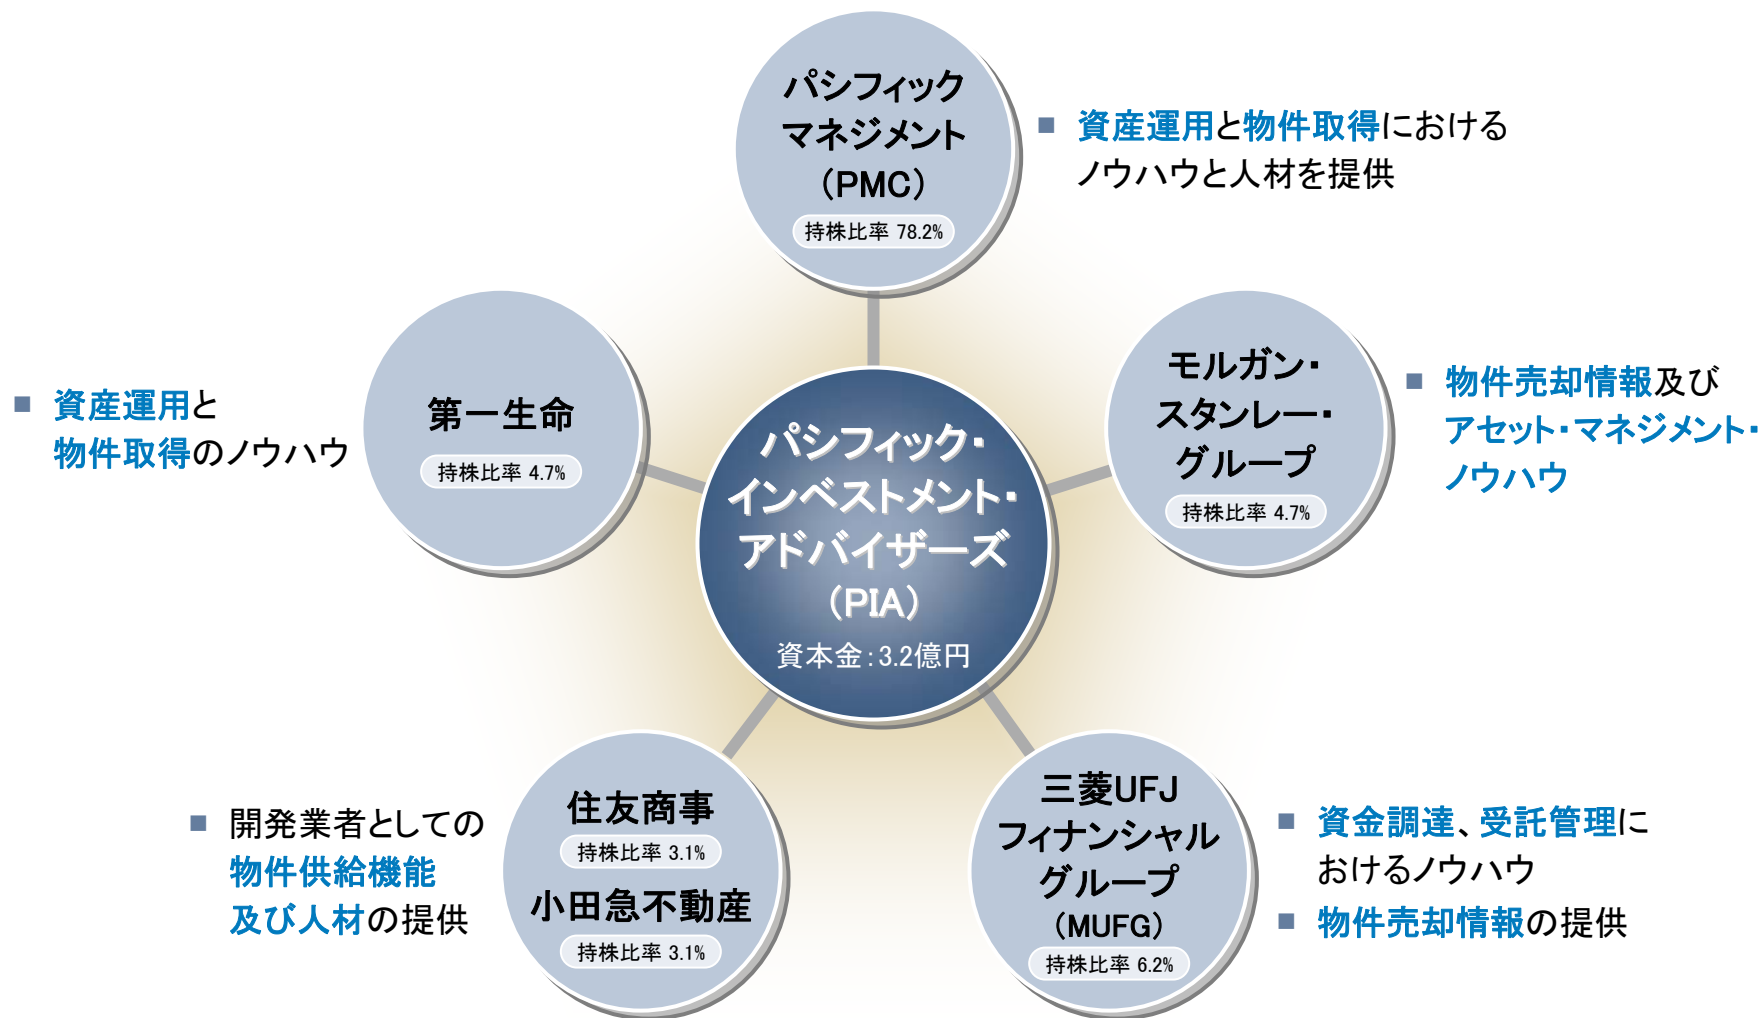 パシフィック
マネジメント
（PMC）
持株比率 78.2%
■ 資産運用と物件取得における
ノウハウと人材を提供
モルガン・
スタンレー・
グループ
持株比率 4.7%
■ 物件売却情報及び
アセット・マネジメント・
ノウハウ
第一生命
持株比率 4.7%
■ 資産運用と
物件取得のノウハウ
パシフィック・
インベストメント・
アドバイザーズ
（PIA）
資本金：3.2億円
住友商事
持株比率 3.1%
小田急不動産
持株比率 3.1%
■ 開発業者としての
物件供給機能
及び人材の提供
三菱UFJ
フィナンシャル
グループ
（MUFG）
持株比率 6.2%
■ 資金調達、受託管理に
おけるノウハウ
■ 物件売却情報の提供